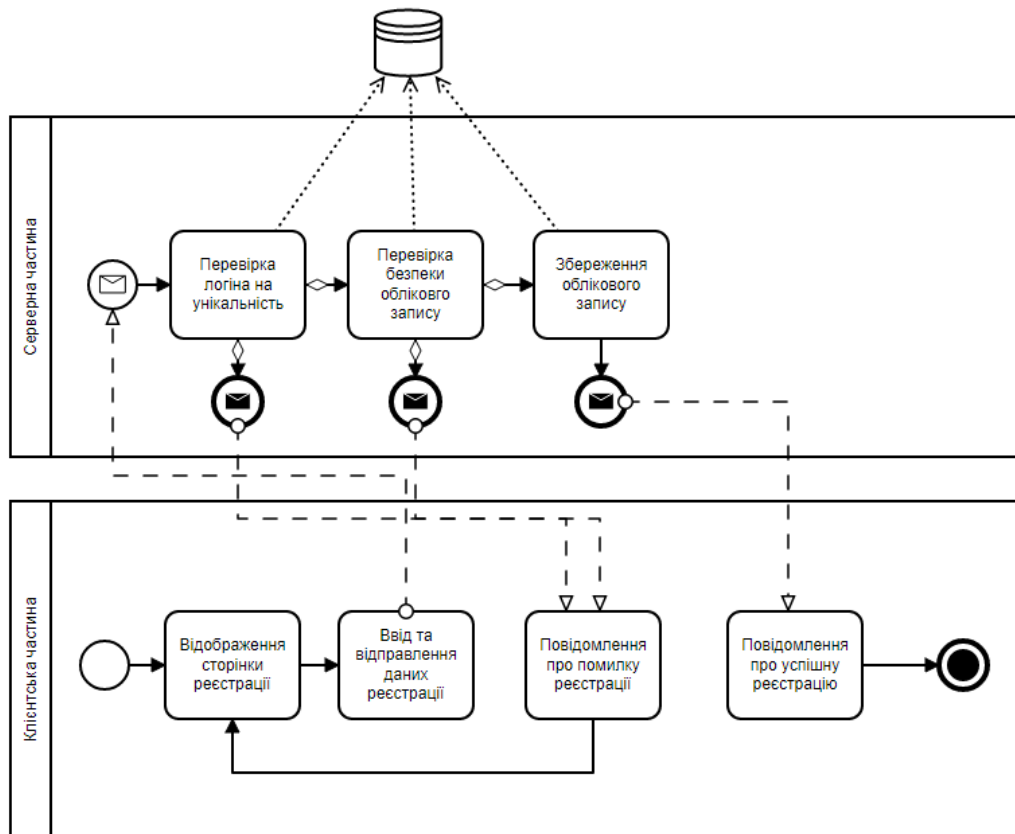 Серверна частина
Перевірка
логіна на
унікальність
Перевірка
безпеки
обліковго
запису
Збереження
облікового
запису
Клієнтська частина
Відображення
сторінки
реєстрації
Ввід та
відправлення
даних
реєстрації
Повідомлення
про помилку
реєстрації
Повідомлення
про успішну
реєстрацію